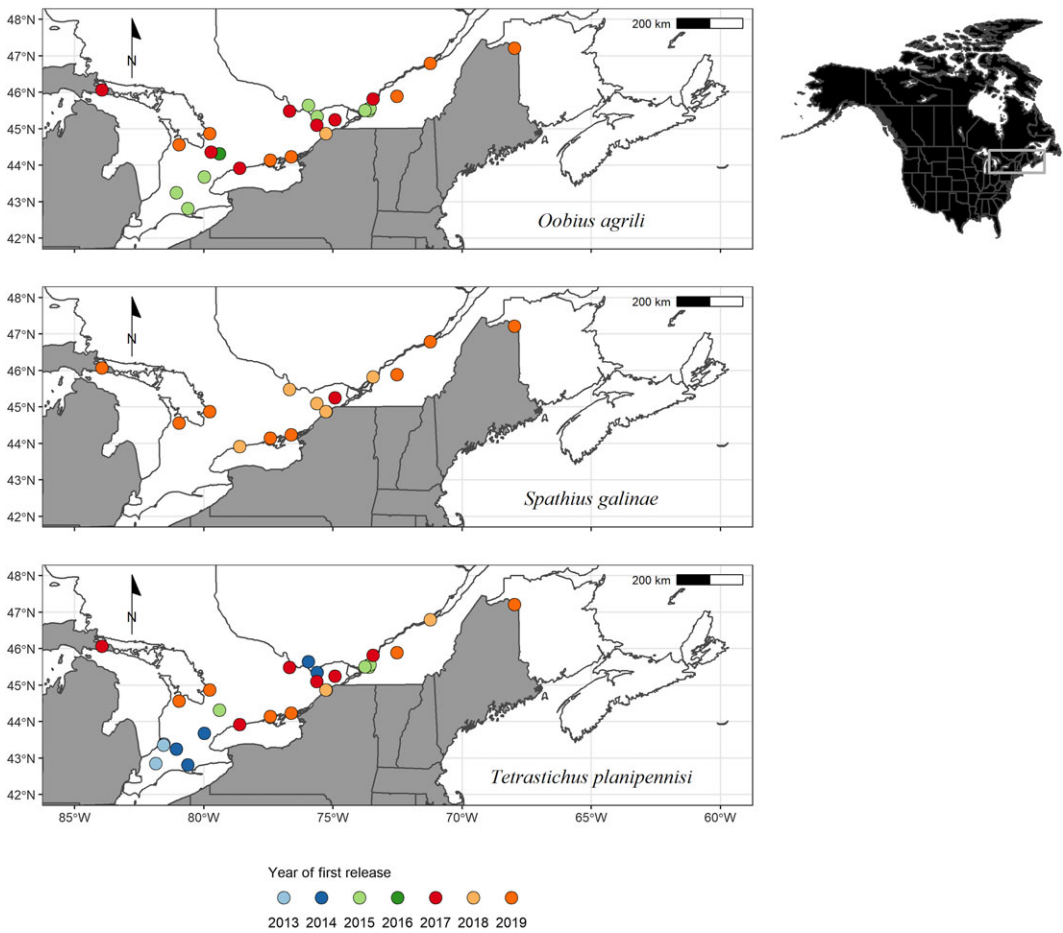 48°N
47°N
46°N
45°N
44°N
43°N
42°N
N
200 km
Oobius agrili
48°N
47°N
46°N
45°N
44°N
43°N
42°N
N
200 km
Spathius galinae
48°N
47°N
46°N
45°N
44°N
43°N
42°N
N
200 km
Tetrastichus planipennisi
85°W 80°W 75°W 70°W 65°W 60°W
Year of first release
2013 2014 2015 2016 2017 2018 2019